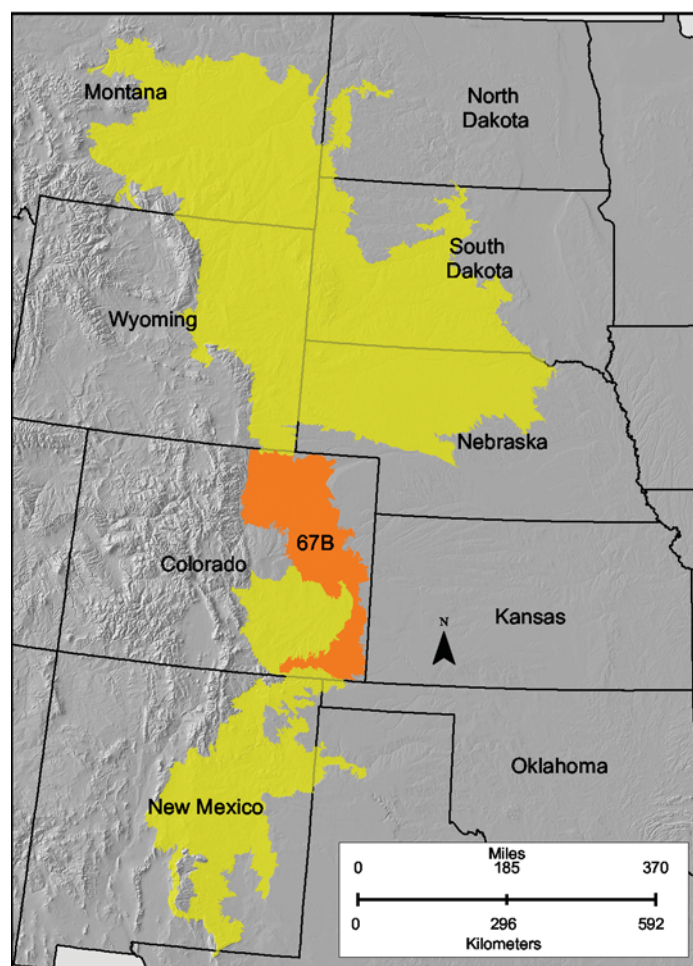 Montana
North
Dakota
South
Dakota
Wyoming
Nebraska
67B
Colorado
Kansas
N
Oklahoma
New Mexico
Miles
0 185 370
0 296 592
Kilometers